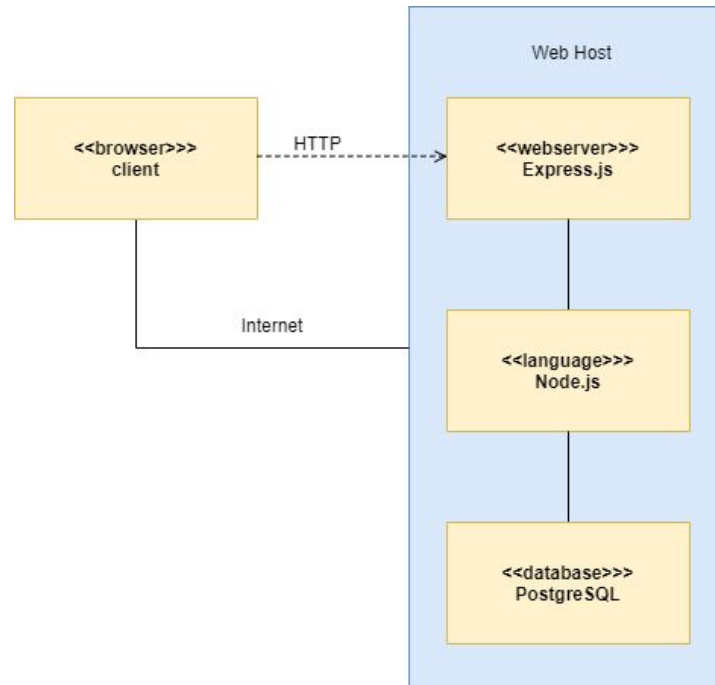 Web Host
<<browser>>>
client
HTTP
<<webserver>>>
Express.js
Internet
<<language>>>
Node.js
<<database>>>
PostgreSQL